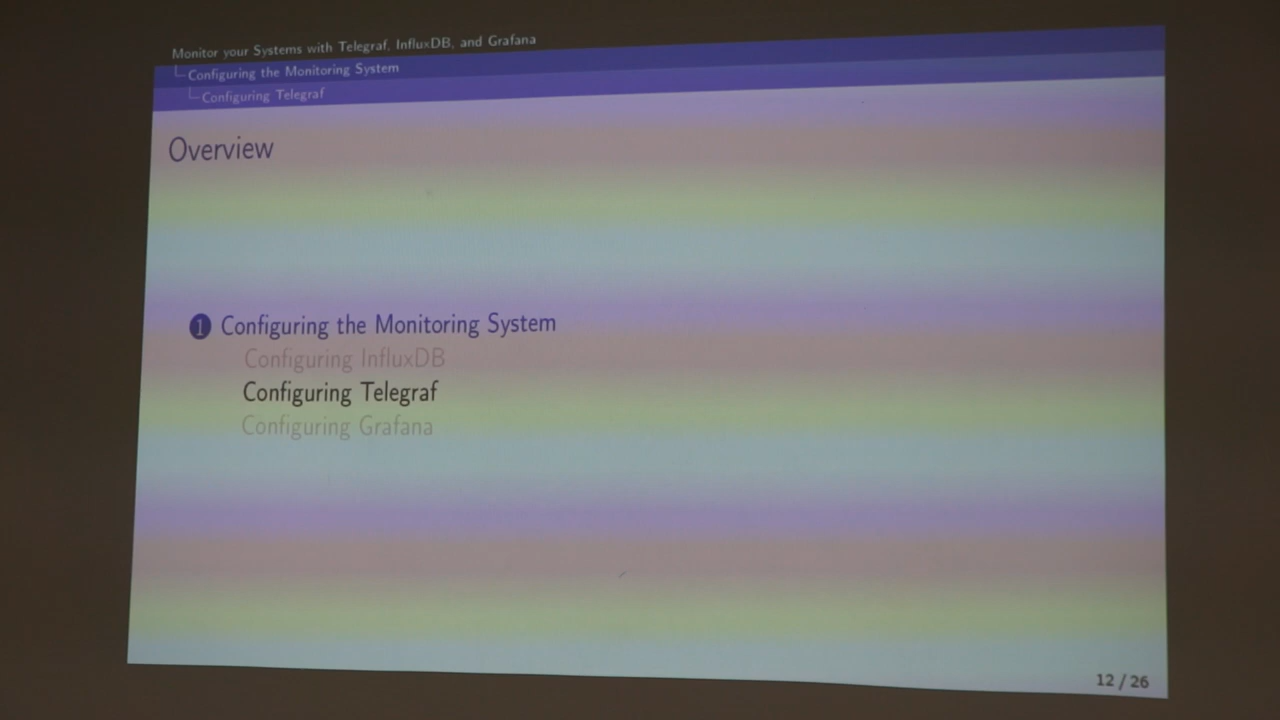 Monitor your Systems with Telegraf, InfluxDB, and Grafana
Configuring the Monitoring System
Configuring Telegraf
Overview
1 Configuring the Monitoring System
Configuring InfluxDB
Configuring Telegraf
Configuring Grafana
12 / 26